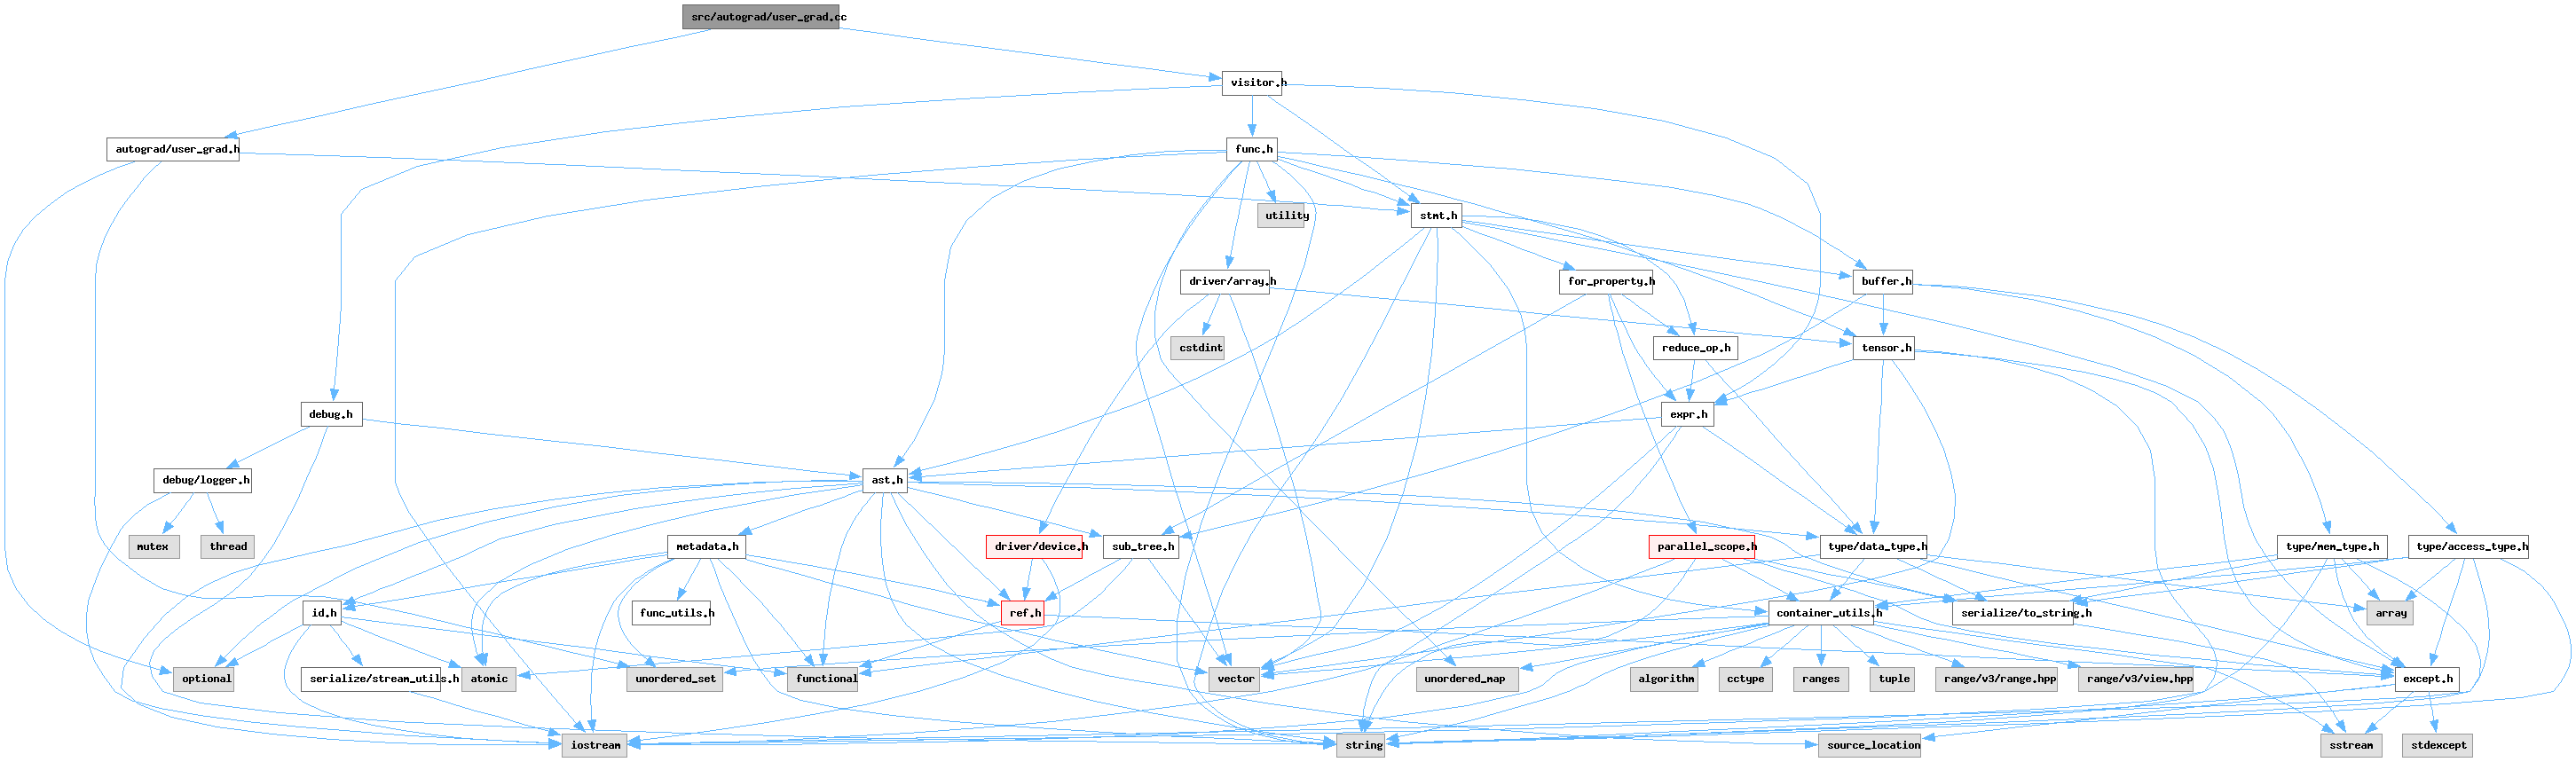 src/autograd/user_grad.cc
visitor.h
autograd/user_grad.h
func.h
utility
stmt.h
driver/array.h
for_property.h
buffer.h
cstdint
reduce_op.h
tensor.h
debug.h
expr.h
debug/logger.h
ast.h
mutex
thread
metadata.h
driver/device.h
sub_tree.h
parallel_scope.h
type/data_type.h
type/mem_type.h
type/access_type.h
id.h
func_utils.h
ref.h
container_utils.h
serialize/to_string.h
array
optional
serialize/stream_utils.h
atomic
unordered_set
functional
vector
unordered_map
algorithm
cctype
ranges
tuple
range/v3/range.hpp
range/v3/view.hpp
except.h
iostream
string
source_location
sstream
stdexcept